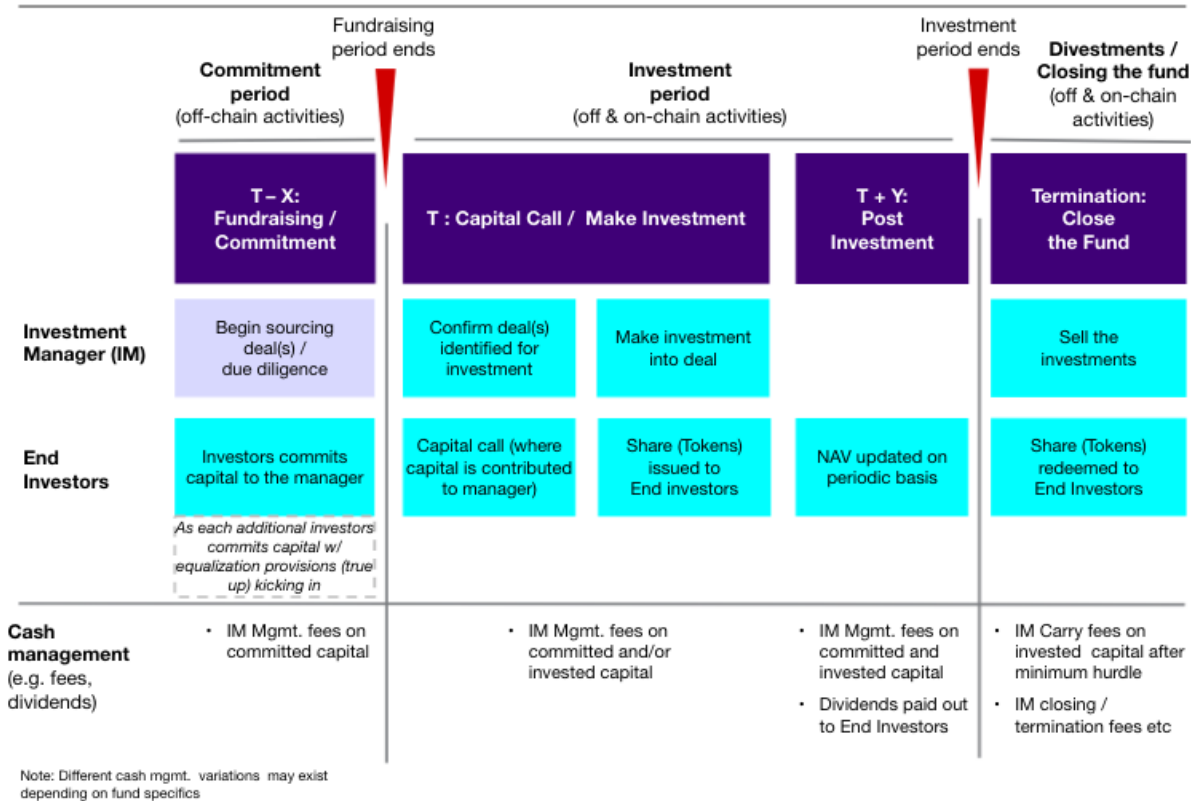 Fundraising
period ends
Investment
period ends
Commitment
period
(off-chain activities)
Investment
period
(off & on-chain activities)
Divestments /
Closing the fund
(off & on-chain
activities)
T – X:
Fundraising /
Commitment
T : Capital Call / Make Investment
T + Y:
Post
Investment
Termination:
Close
the Fund
Investment
Manager (IM)
Begin sourcing
deal(s) /
due diligence
Confirm deal(s)
identified for
investment
Make investment
into deal
Sell the
investments
End
Investors
Investors commits
capital to the manager
Capital call (where
capital is contributed
to manager)
Share (Tokens)
issued to
End investors
NAV updated on
periodic basis
Share (Tokens)
redeemed to
End Investors
As each additional investors
commits capital w/
equalization provisions (true
up) kicking in
Cash
management
(e.g. fees,
dividends)
• IM Mgmt. fees on
committed capital
• IM Mgmt. fees on
committed and/or
invested capital
• IM Mgmt. fees on
committed and
invested capital
• Dividends paid out
to End Investors
• IM Carry fees on
invested capital after
minimum hurdle
• IM closing /
termination fees etc
Note: Different cash mgmt. variations may exist
depending on fund specifics